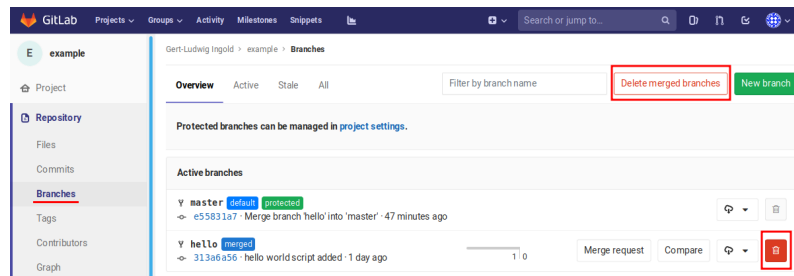 GitLab Projects Groups Activity Milestones Snippets Search or jump to...
E example
Gert-Ludwig Ingold > example > Branches
Project
Overview Active Stale All Filter by branch name Delete merged branches New branch
Repository
Protected branches can be managed in project settings.
Files
Commits
Active branches
Branches
master default protected
Tags
e55831a7 · Merge branch 'hello' into 'master' · 47 minutes ago
Contributors
hello merged
1 0 Merge request Compare
313a6a56 · hello world script added · 1 day ago
Graph